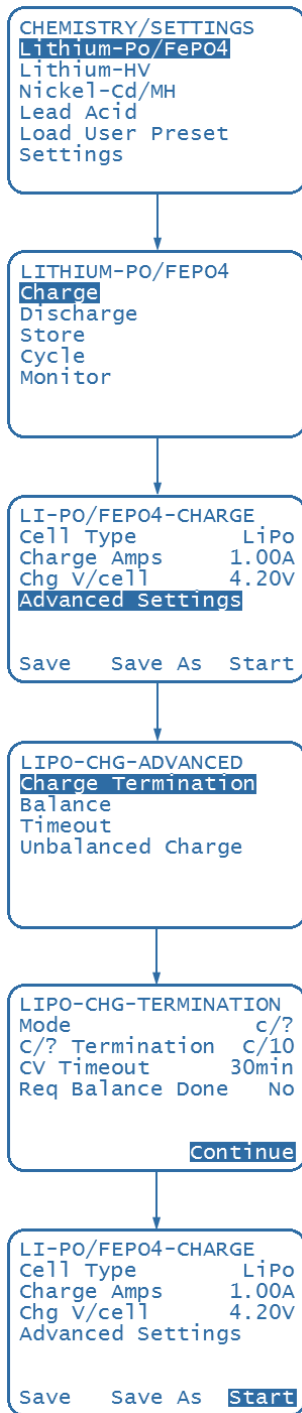 CHEMISTRY/SETTINGS
Lithium-Po/FePO4
Lithium-HV
Nickel-Cd/MH
Lead Acid
Load User Preset
Settings
LITHIUM-PO/FEPO4
Charge
Discharge
Store
Cycle
Monitor
LI-PO/FEPO4-CHARGE
Cell Type LiPo
Charge Amps 1.00A
Chg V/cell 4.20V
Advanced Settings
Save Save As Start
LIPO-CHG-ADVANCED
Charge Termination
Balance
Timeout
Unbalanced Charge
LIPO-CHG-TERMINATION
Mode c/?
C/? Termination C/10
CV Timeout 30min
Req Balance Done No
Continue
LI-PO/FEPO4-CHARGE
Cell Type LiPo
Charge Amps 1.00A
Chg V/cell 4.20V
Advanced Settings
Save Save As Start